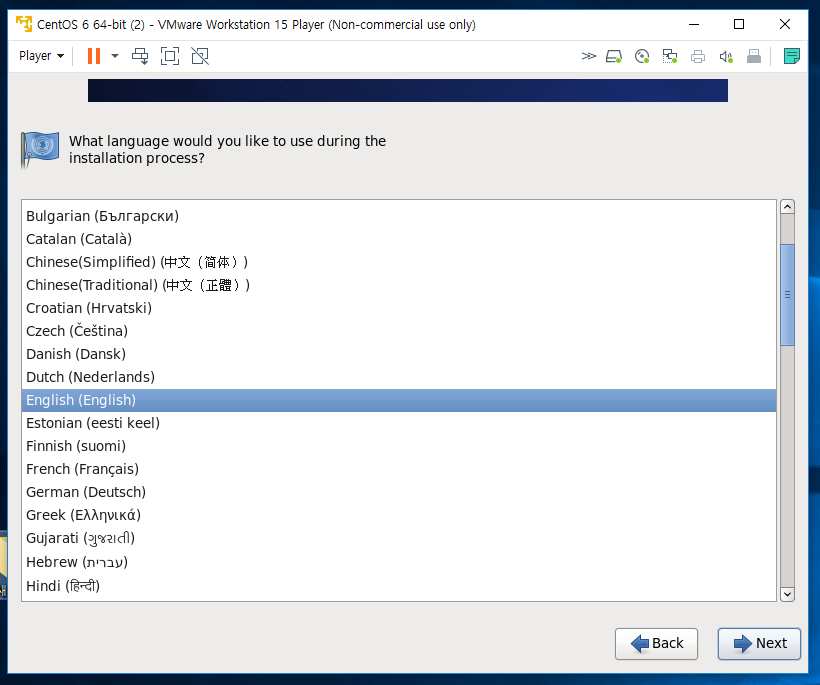 CentOS 6 64-bit (2) - VMware Workstation 15 Player (Non-commercial use only)
Player
What language would you like to use during the
installation process?
Bulgarian (Български)
Catalan (Català)
Chinese(Simplified) (中文（简体）)
Chinese(Traditional) (中文（正體）)
Croatian (Hrvatski)
Czech (Čeština)
Danish (Dansk)
Dutch (Nederlands)
English (English)
Estonian (eesti keel)
Finnish (suomi)
French (Français)
German (Deutsch)
Greek (Ελληνικά)
Gujarati (ગુજરાતી)
Hebrew (עברית)
Hindi (हिन्दी)
Back
Next